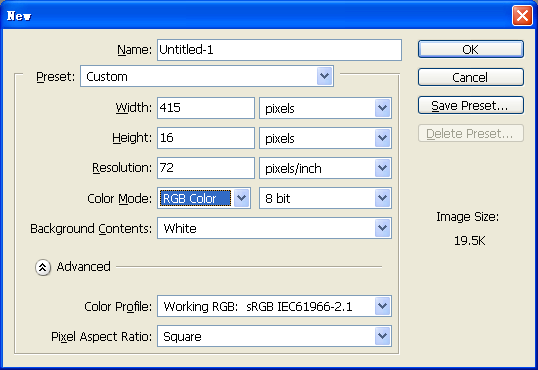 New
Name: Untitled-1
OK
Preset: Custom
Cancel
Width: 415 pixels
Save Preset...
Height: 16 pixels
Delete Preset...
Resolution: 72 pixels/inch
Color Mode: RGB Color 8 bit
Image Size:
Background Contents: White
19.5K
Advanced
Color Profile: Working RGB: sRGB IEC61966-2.1
Pixel Aspect Ratio: Square